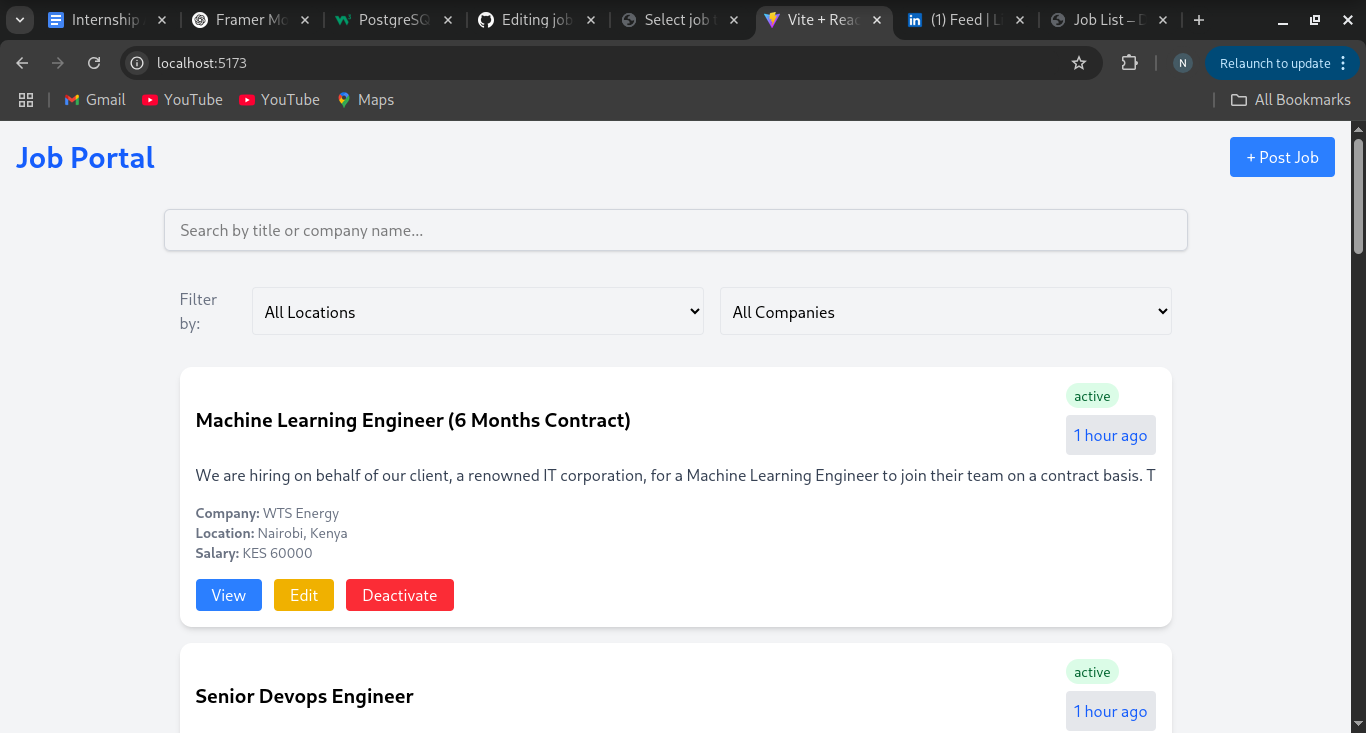 Internship
Framer Mo
PostgreSQ
Editing job
Select job
Vite + Rea
(1) Feed | Li
Job List –
localhost:5173
N
Relaunch to update
Gmail
YouTube
YouTube
Maps
All Bookmarks
Job Portal
+ Post Job
Search by title or company name...
Filter by:
All Locations
All Companies
active
Machine Learning Engineer (6 Months Contract)
1 hour ago
We are hiring on behalf of our client, a renowned IT corporation, for a Machine Learning Engineer to join their team on a contract basis. T
Company: WTS Energy
Location: Nairobi, Kenya
Salary: KES 60000
View
Edit
Deactivate
active
Senior Devops Engineer
1 hour ago